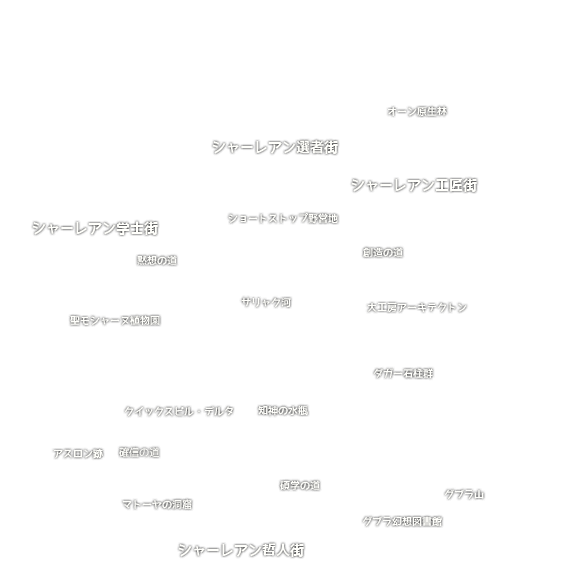 オーン原生林
シャーレアン選者街
シャーレアン工匠街
ショートストップ野営地
シャーレアン学士街
創造の道
黙想の道
サリャク河
大工房アーキテクトン
聖モシャーヌ植物園
ダガー石柱群
クイックスピル・デルタ
知神の水瓶
アスロン跡
確信の道
碩学の道
グブラ山
マトーヤの洞窟
グブラ幻想図書館
シャーレアン哲人街